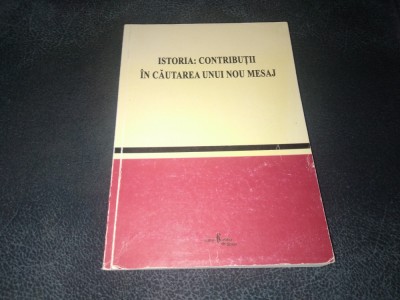 ISTORIA: CONTRIBUȚII
ÎN CĂUTAREA UNUI NOU MESAJ